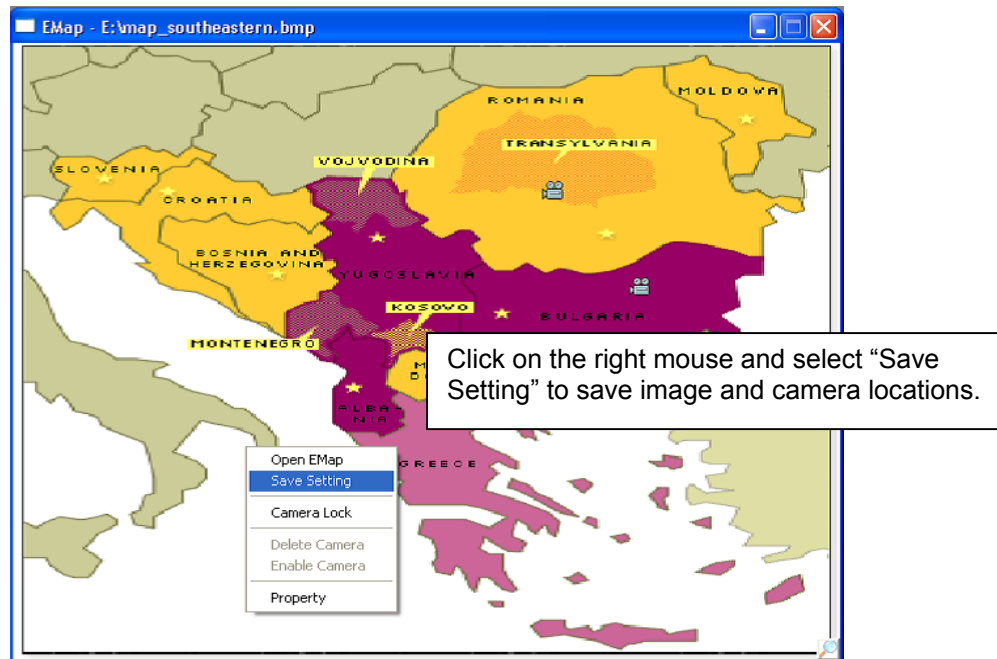 EMap - E:\map_southeastern.bmp
MOLDOVA
ROMANIA
TRANSYLVANIA
VOJVODINA
SLOVENIA
CROATIA
BOSNIA AND
HERZEGOVINA
YUGOSLAVIA
KOSOVO
BULGARIA
MONTENEGRO
Click on the right mouse and select “Save
Setting” to save image and camera locations.
ALBA-
NIA
GREECE
Open EMap
Save Setting
Camera Lock
Delete Camera
Enable Camera
Property